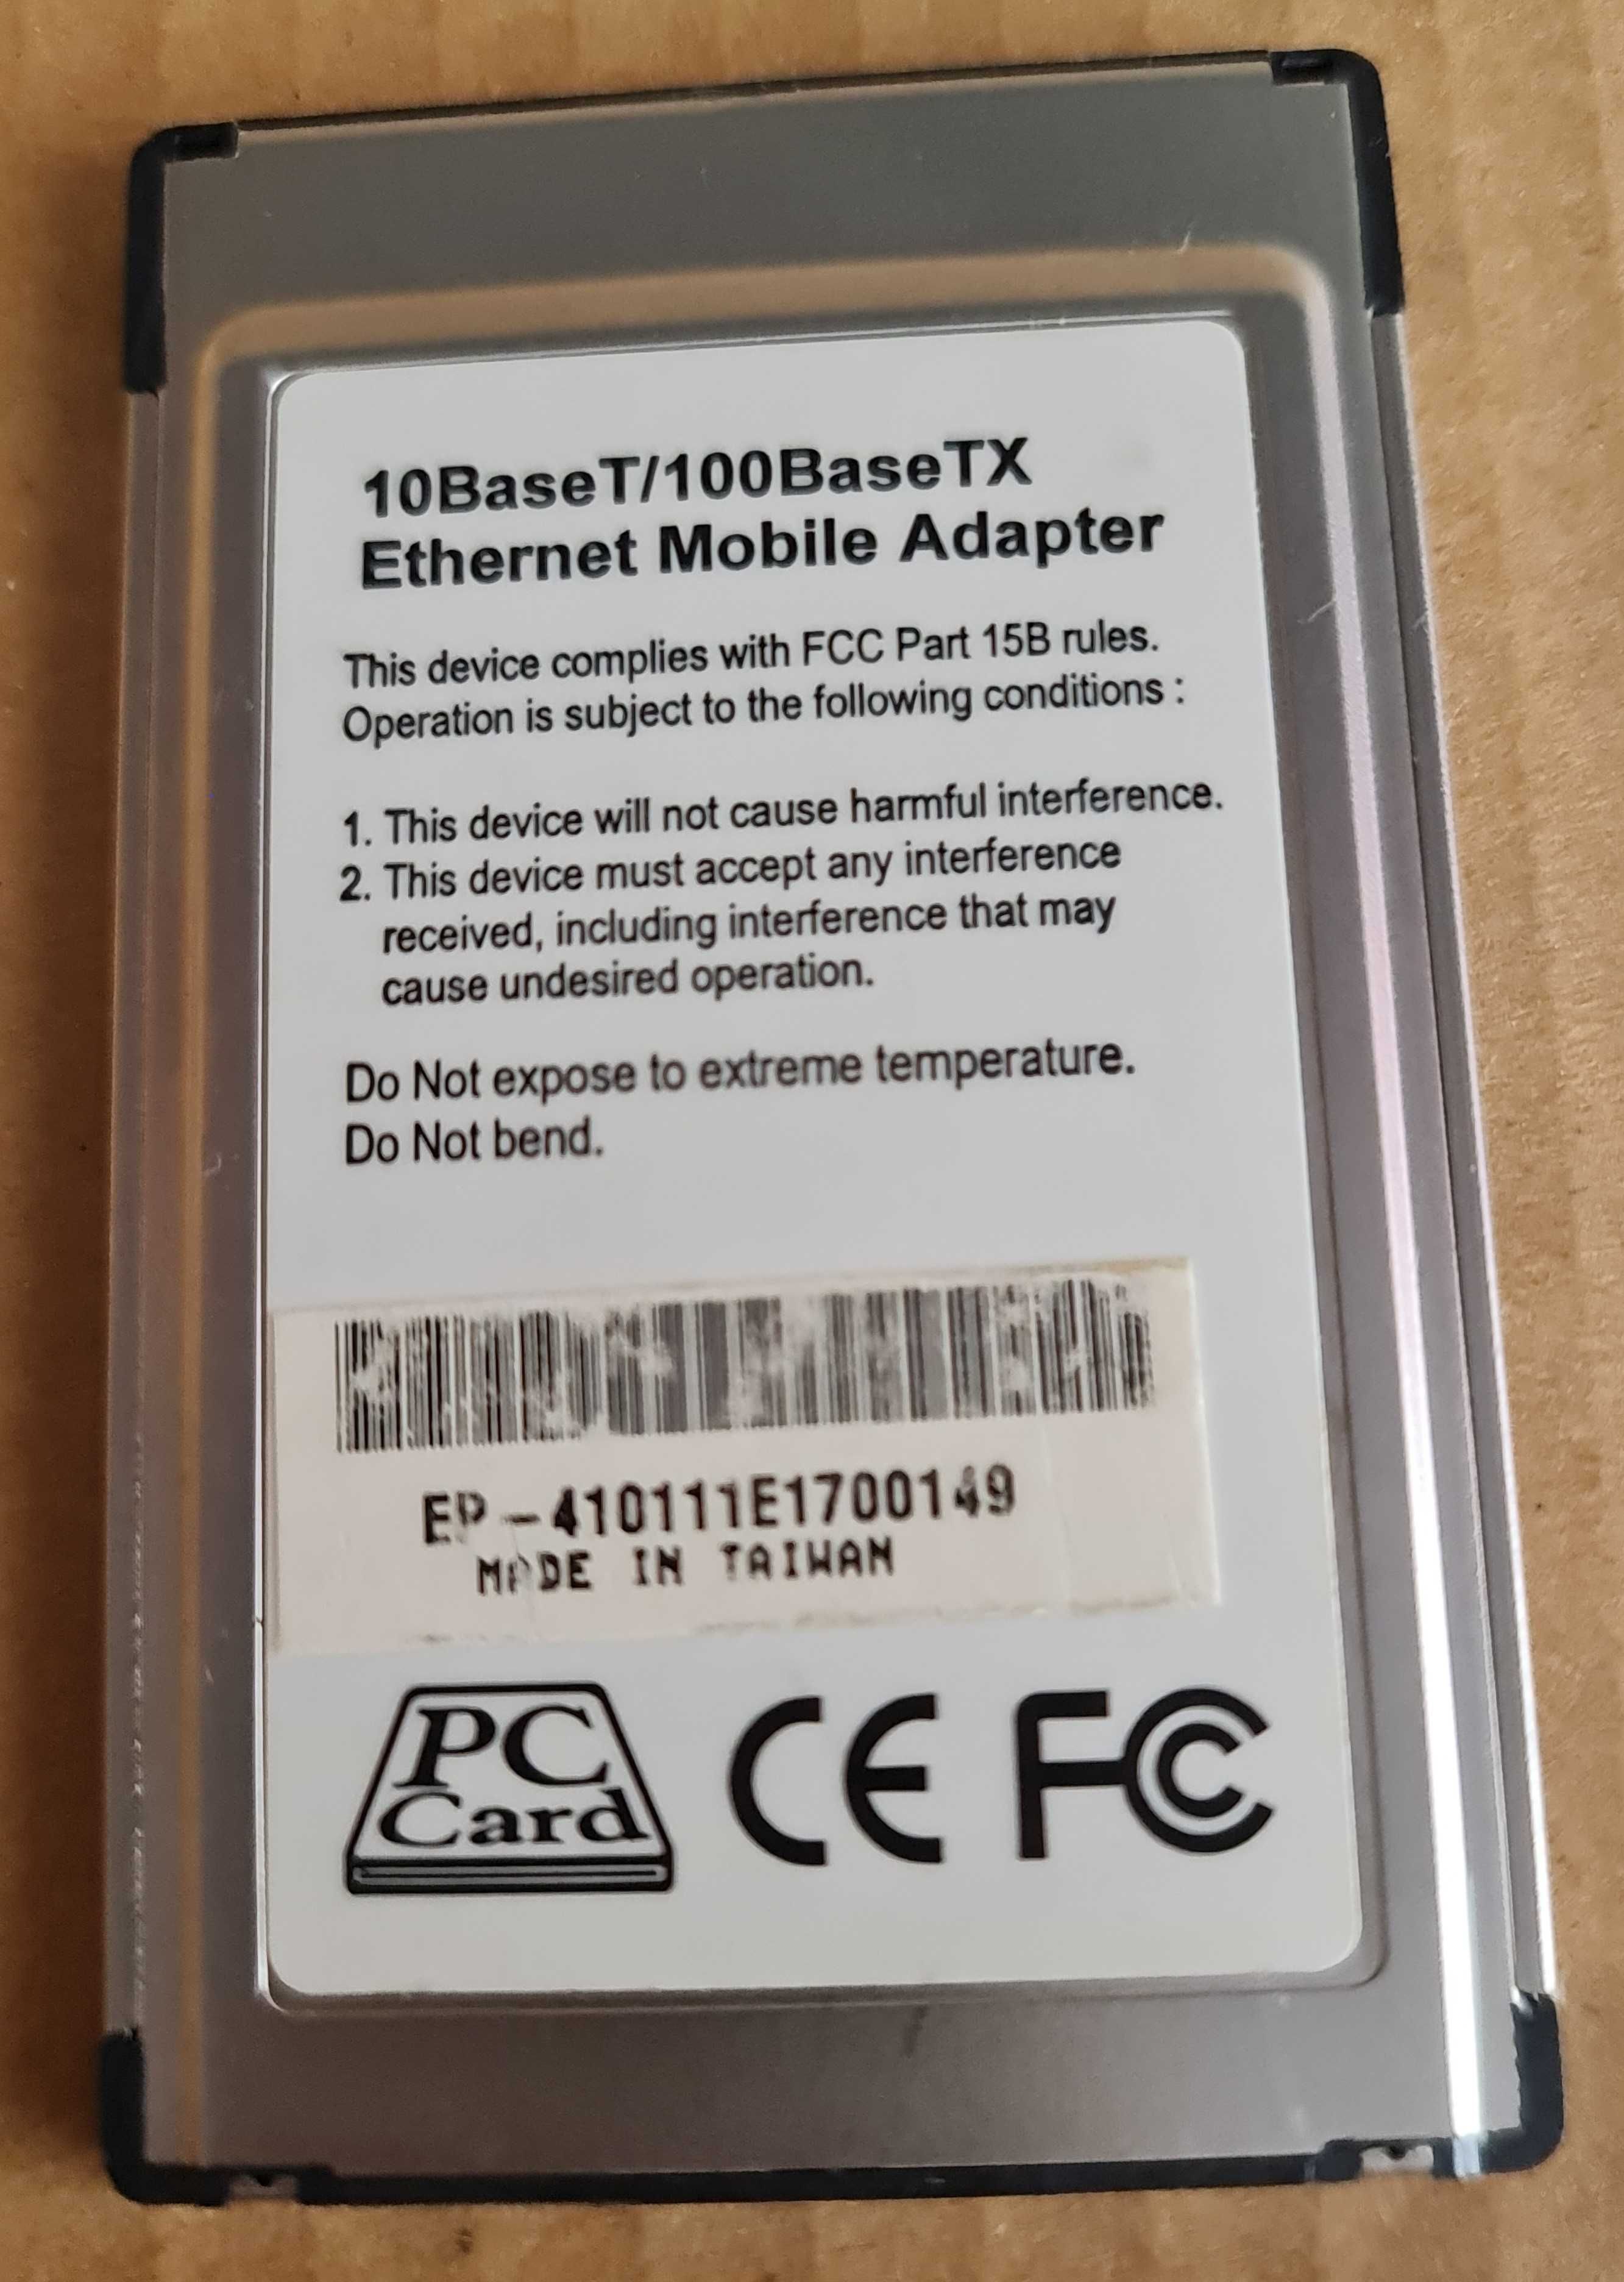 10BaseT/100BaseTX
Ethernet Mobile Adapter
This device complies with FCC Part 15B rules.
Operation is subject to the following conditions :
1. This device will not cause harmful interference.
2. This device must accept any interference
received, including interference that may
cause undesired operation.
Do Not expose to extreme temperature.
Do Not bend.
EP-410111E1700149
MADE IN TAIWAN
PC
Card
CE FC